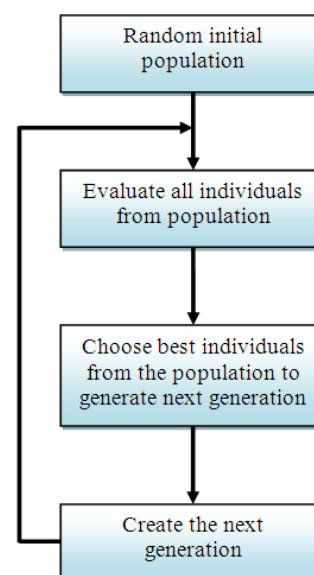 Random initial
population
Evaluate all individuals
from population
Choose best individuals
from the population to
generate next generation
Create the next
generation